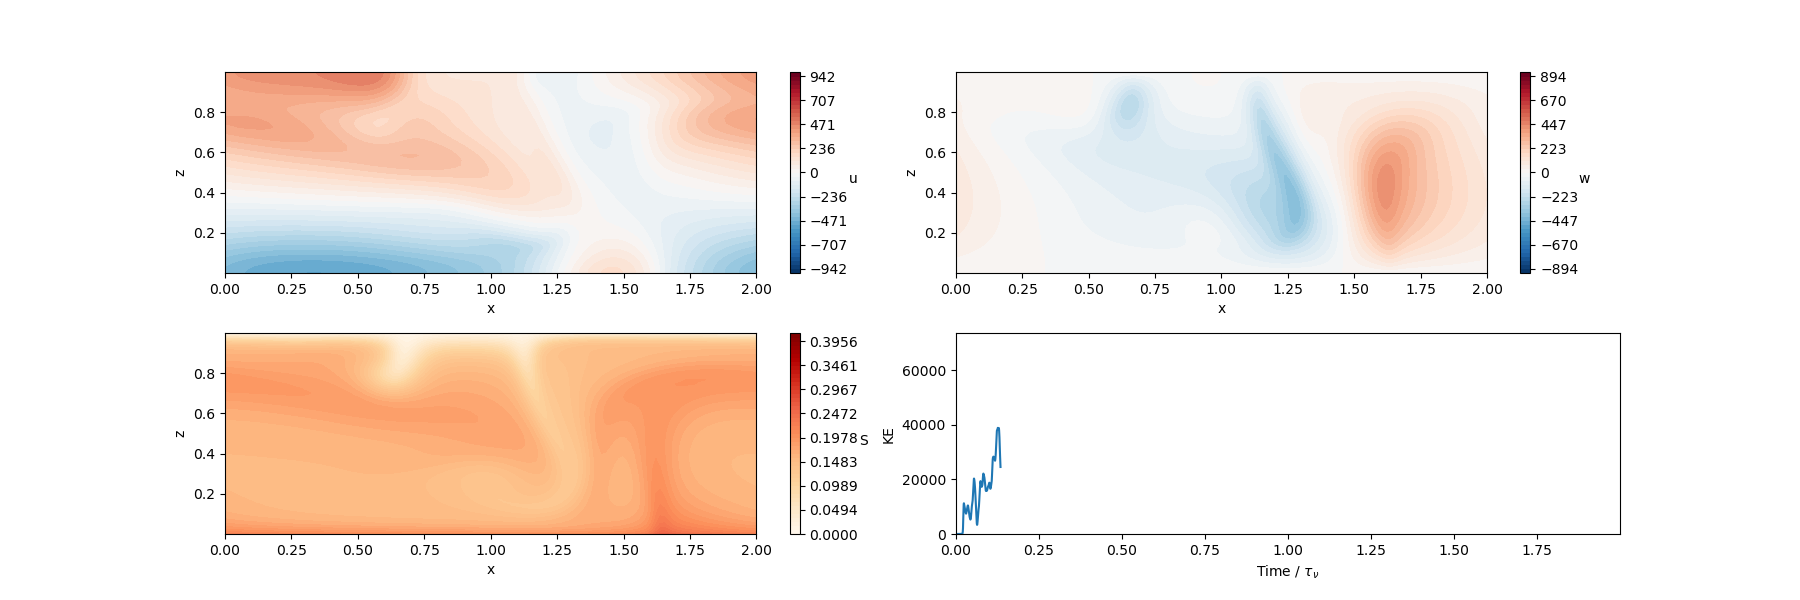 0.8
0.6
0.4
0.2
z
0.00 0.25 0.50 0.75 1.00 1.25 1.50 1.75 2.00
x
942
707
471
236
0
−236
−471
−707
−942
u
0.8
0.6
0.4
0.2
z
0.00 0.25 0.50 0.75 1.00 1.25 1.50 1.75 2.00
x
894
670
447
223
0
−223
−447
−670
−894
w
0.8
0.6
0.4
0.2
z
0.00 0.25 0.50 0.75 1.00 1.25 1.50 1.75 2.00
x
0.3956
0.3461
0.2967
0.2472
0.1978
0.1483
0.0989
0.0494
0.0000
S
60000
40000
20000
0
KE
0.00 0.25 0.50 0.75 1.00 1.25 1.50 1.75
Time / τν